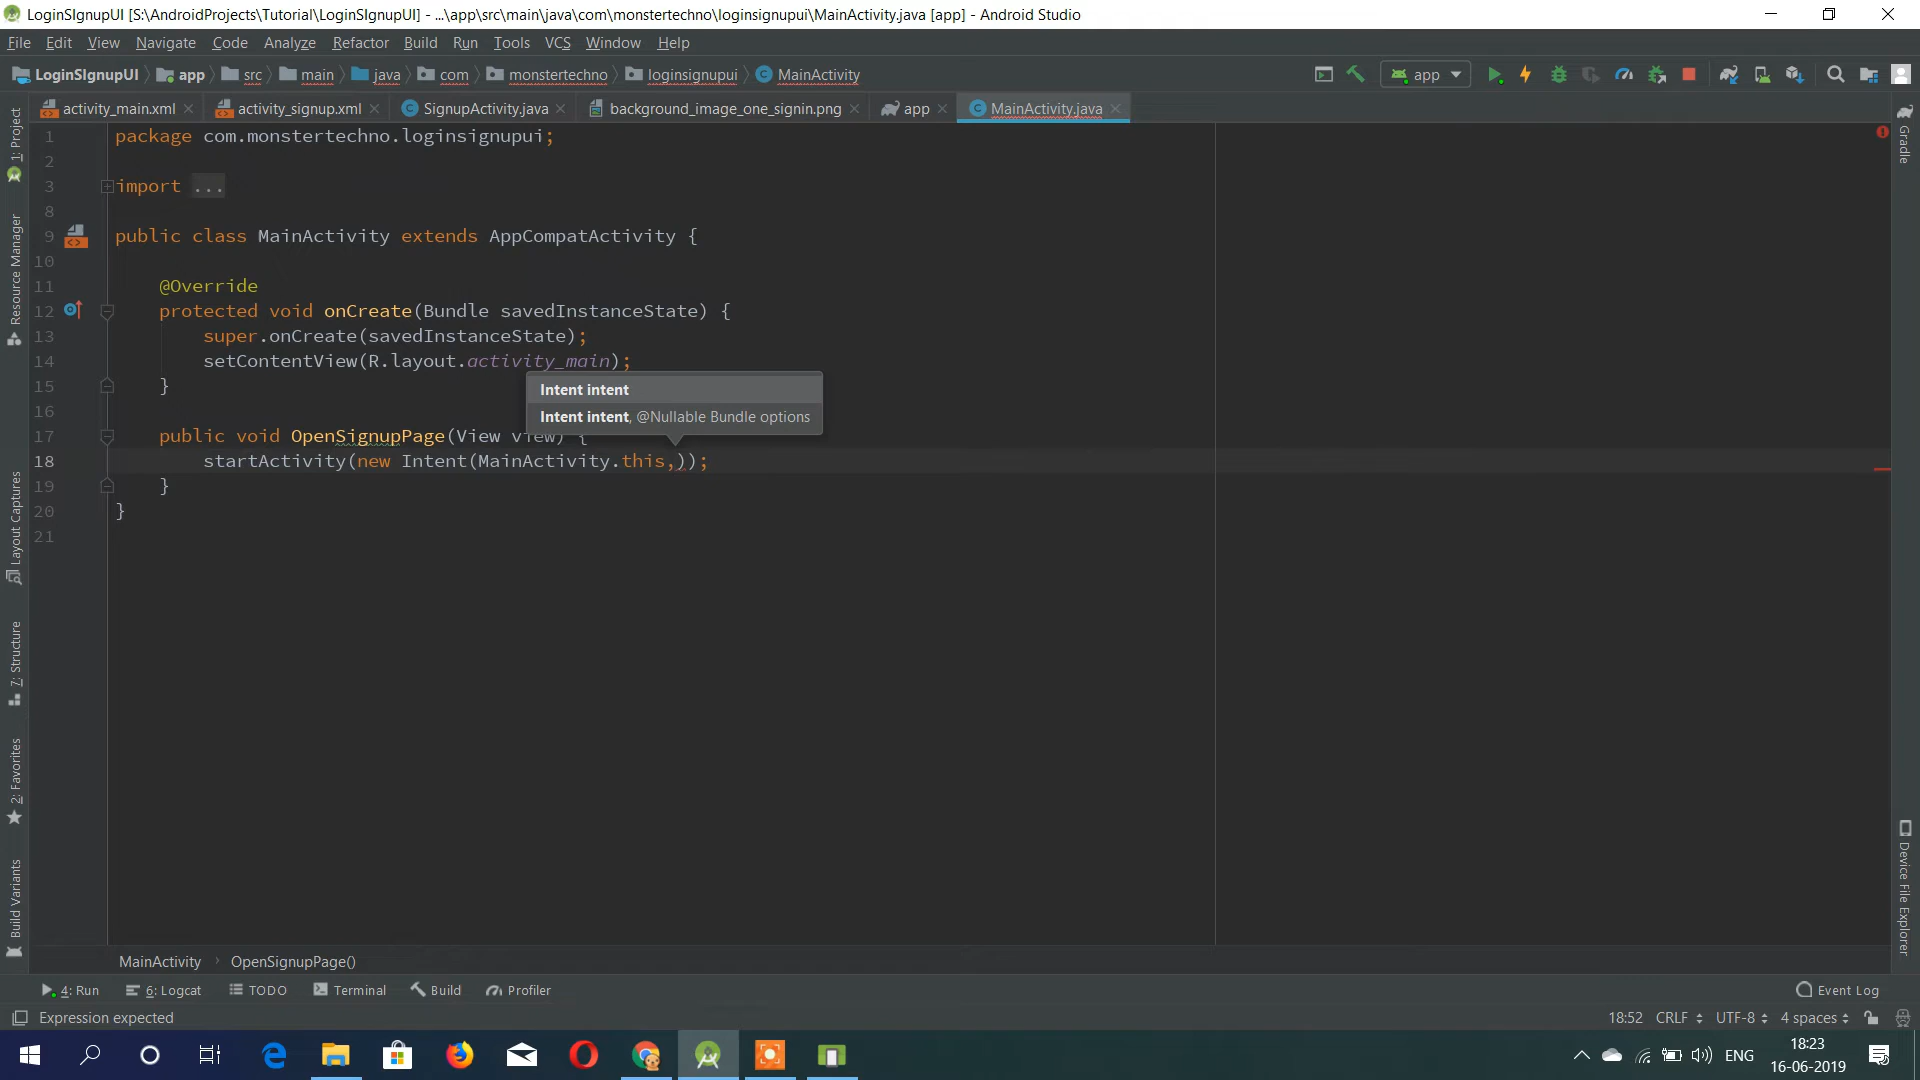 LoginSIgnupUI [S:\AndroidProjects\Tutorial\LoginSIgnupUI] - ...\app\src\main\java\com\monstertechno\loginsignupui\MainActivity.java [app] - Android Studio
File Edit View Navigate Code Analyze Refactor Build Run Tools VCS Window Help
LoginSIgnupUI app src main java com monstertechno loginsignupui MainActivity app
activity_main.xml activity_signup.xml SignupActivity.java background_image_one_signin.png app MainActivity.java
1: Project
Resource Manager
Layout Captures
7: Structure
2: Favorites
Build Variants
1 package com.monstertechno.loginsignupui;
2
3 import ...
8
9 public class MainActivity extends AppCompatActivity {
10
11 @Override
12 protected void onCreate(Bundle savedInstanceState) {
13 super.onCreate(savedInstanceState);
14 setContentView(R.layout.activity_main);
15 }
Intent intent
16
Intent intent, @Nullable Bundle options
17 public void OpenSignupPage(View view) {
18 startActivity(new Intent(MainActivity.this,));
19 }
20 }
21
Gradle
Device File Explorer
MainActivity OpenSignupPage()
4: Run 6: Logcat TODO Terminal Build Profiler Event Log
Expression expected 18:52 CRLF UTF-8 4 spaces
ENG 18:23
16-06-2019